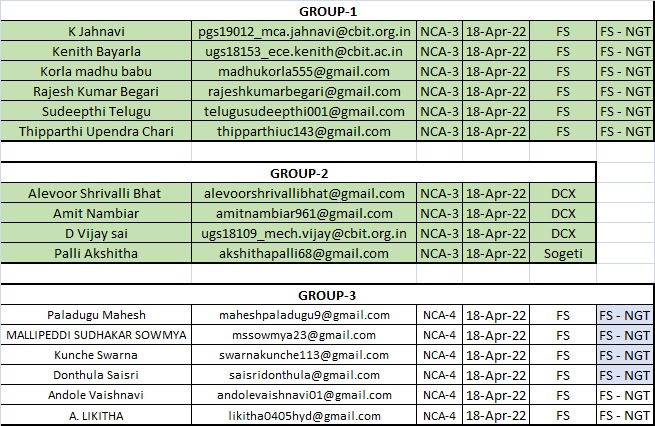 GROUP-1
K Jahnavi pgs19012_mca.jahnavi@cbit.org.in NCA-3 18-Apr-22 FS FS - NGT
Kenith Bayarla ugs18153_ece.kenith@cbit.ac.in NCA-3 18-Apr-22 FS FS - NGT
Korla madhu babu madhukorla555@gmail.com NCA-3 18-Apr-22 FS FS - NGT
Rajesh Kumar Begari rajeshkumarbegari@gmail.com NCA-3 18-Apr-22 FS FS - NGT
Sudeepthi Telugu telugusudeepthi001@gmail.com NCA-3 18-Apr-22 FS FS - NGT
Thipparthi Upendra Chari thipparthiuc143@gmail.com NCA-3 18-Apr-22 FS FS - NGT
GROUP-2
Alevoor Shrivalli Bhat alevoorshrivallibhat@gmail.com NCA-3 18-Apr-22 DCX
Amit Nambiar amitnambiar961@gmail.com NCA-3 18-Apr-22 DCX
D Vijay sai ugs18109_mech.vijay@cbit.org.in NCA-3 18-Apr-22 DCX
Palli Akshitha akshithapalli68@gmail.com NCA-3 18-Apr-22 Sogeti
GROUP-3
Paladugu Mahesh maheshpaladugu9@gmail.com NCA-4 18-Apr-22 FS FS - NGT
MALLIPEDDI SUDHAKAR SOWMYA mssowmya23@gmail.com NCA-4 18-Apr-22 FS FS - NGT
Kunche Swarna swarnakunche113@gmail.com NCA-4 18-Apr-22 FS FS - NGT
Donthula Saisri saisridonthula@gmail.com NCA-4 18-Apr-22 FS FS - NGT
Andole Vaishnavi andolevaishnavi01@gmail.com NCA-4 18-Apr-22 FS FS - NGT
A. LIKITHA likitha0405hyd@gmail.com NCA-4 18-Apr-22 FS FS - NGT